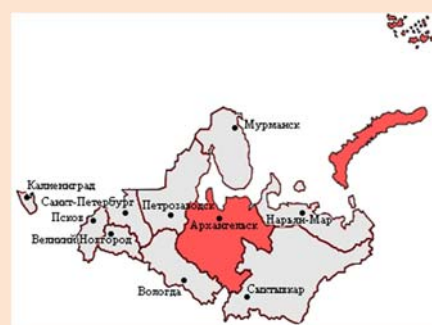 Мурманск
Калининград
Санкт-Петербург
Петрозаводск
Псков
Архангельск
Нарьян-Мар
Великий Новгород
Вологда
Сыктывкар